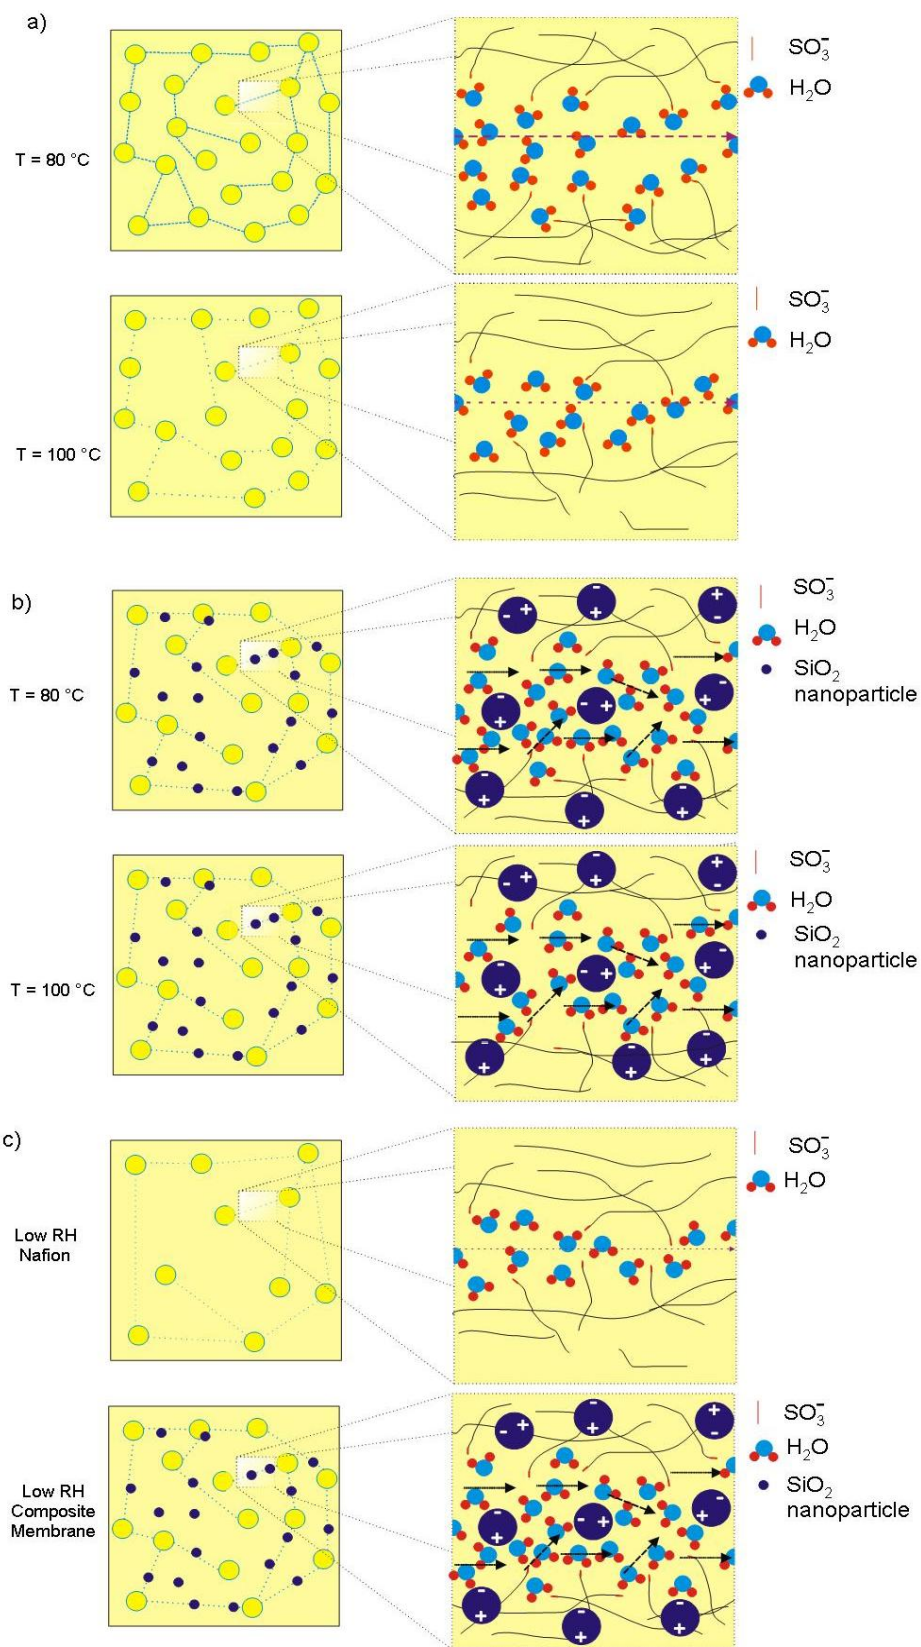 a)
T = 80 °C
SO₃⁻
H₂O
T = 100 °C
SO₃⁻
H₂O
b)
T = 80 °C
SO₃⁻
H₂O
SiO₂
nanoparticle
- +
-
+
+
-
-
+
- +
+ -
-
+
-
+
-
+
T = 100 °C
SO₃⁻
H₂O
SiO₂
nanoparticle
- +
-
+
+
-
-
+
- +
+ -
-
+
-
+
-
+
c)
Low RH
Nafion
SO₃⁻
H₂O
Low RH
Composite
Membrane
SO₃⁻
H₂O
SiO₂
nanoparticle
- +
-
+
+
-
-
+
- +
+ -
-
+
-
+
-
+